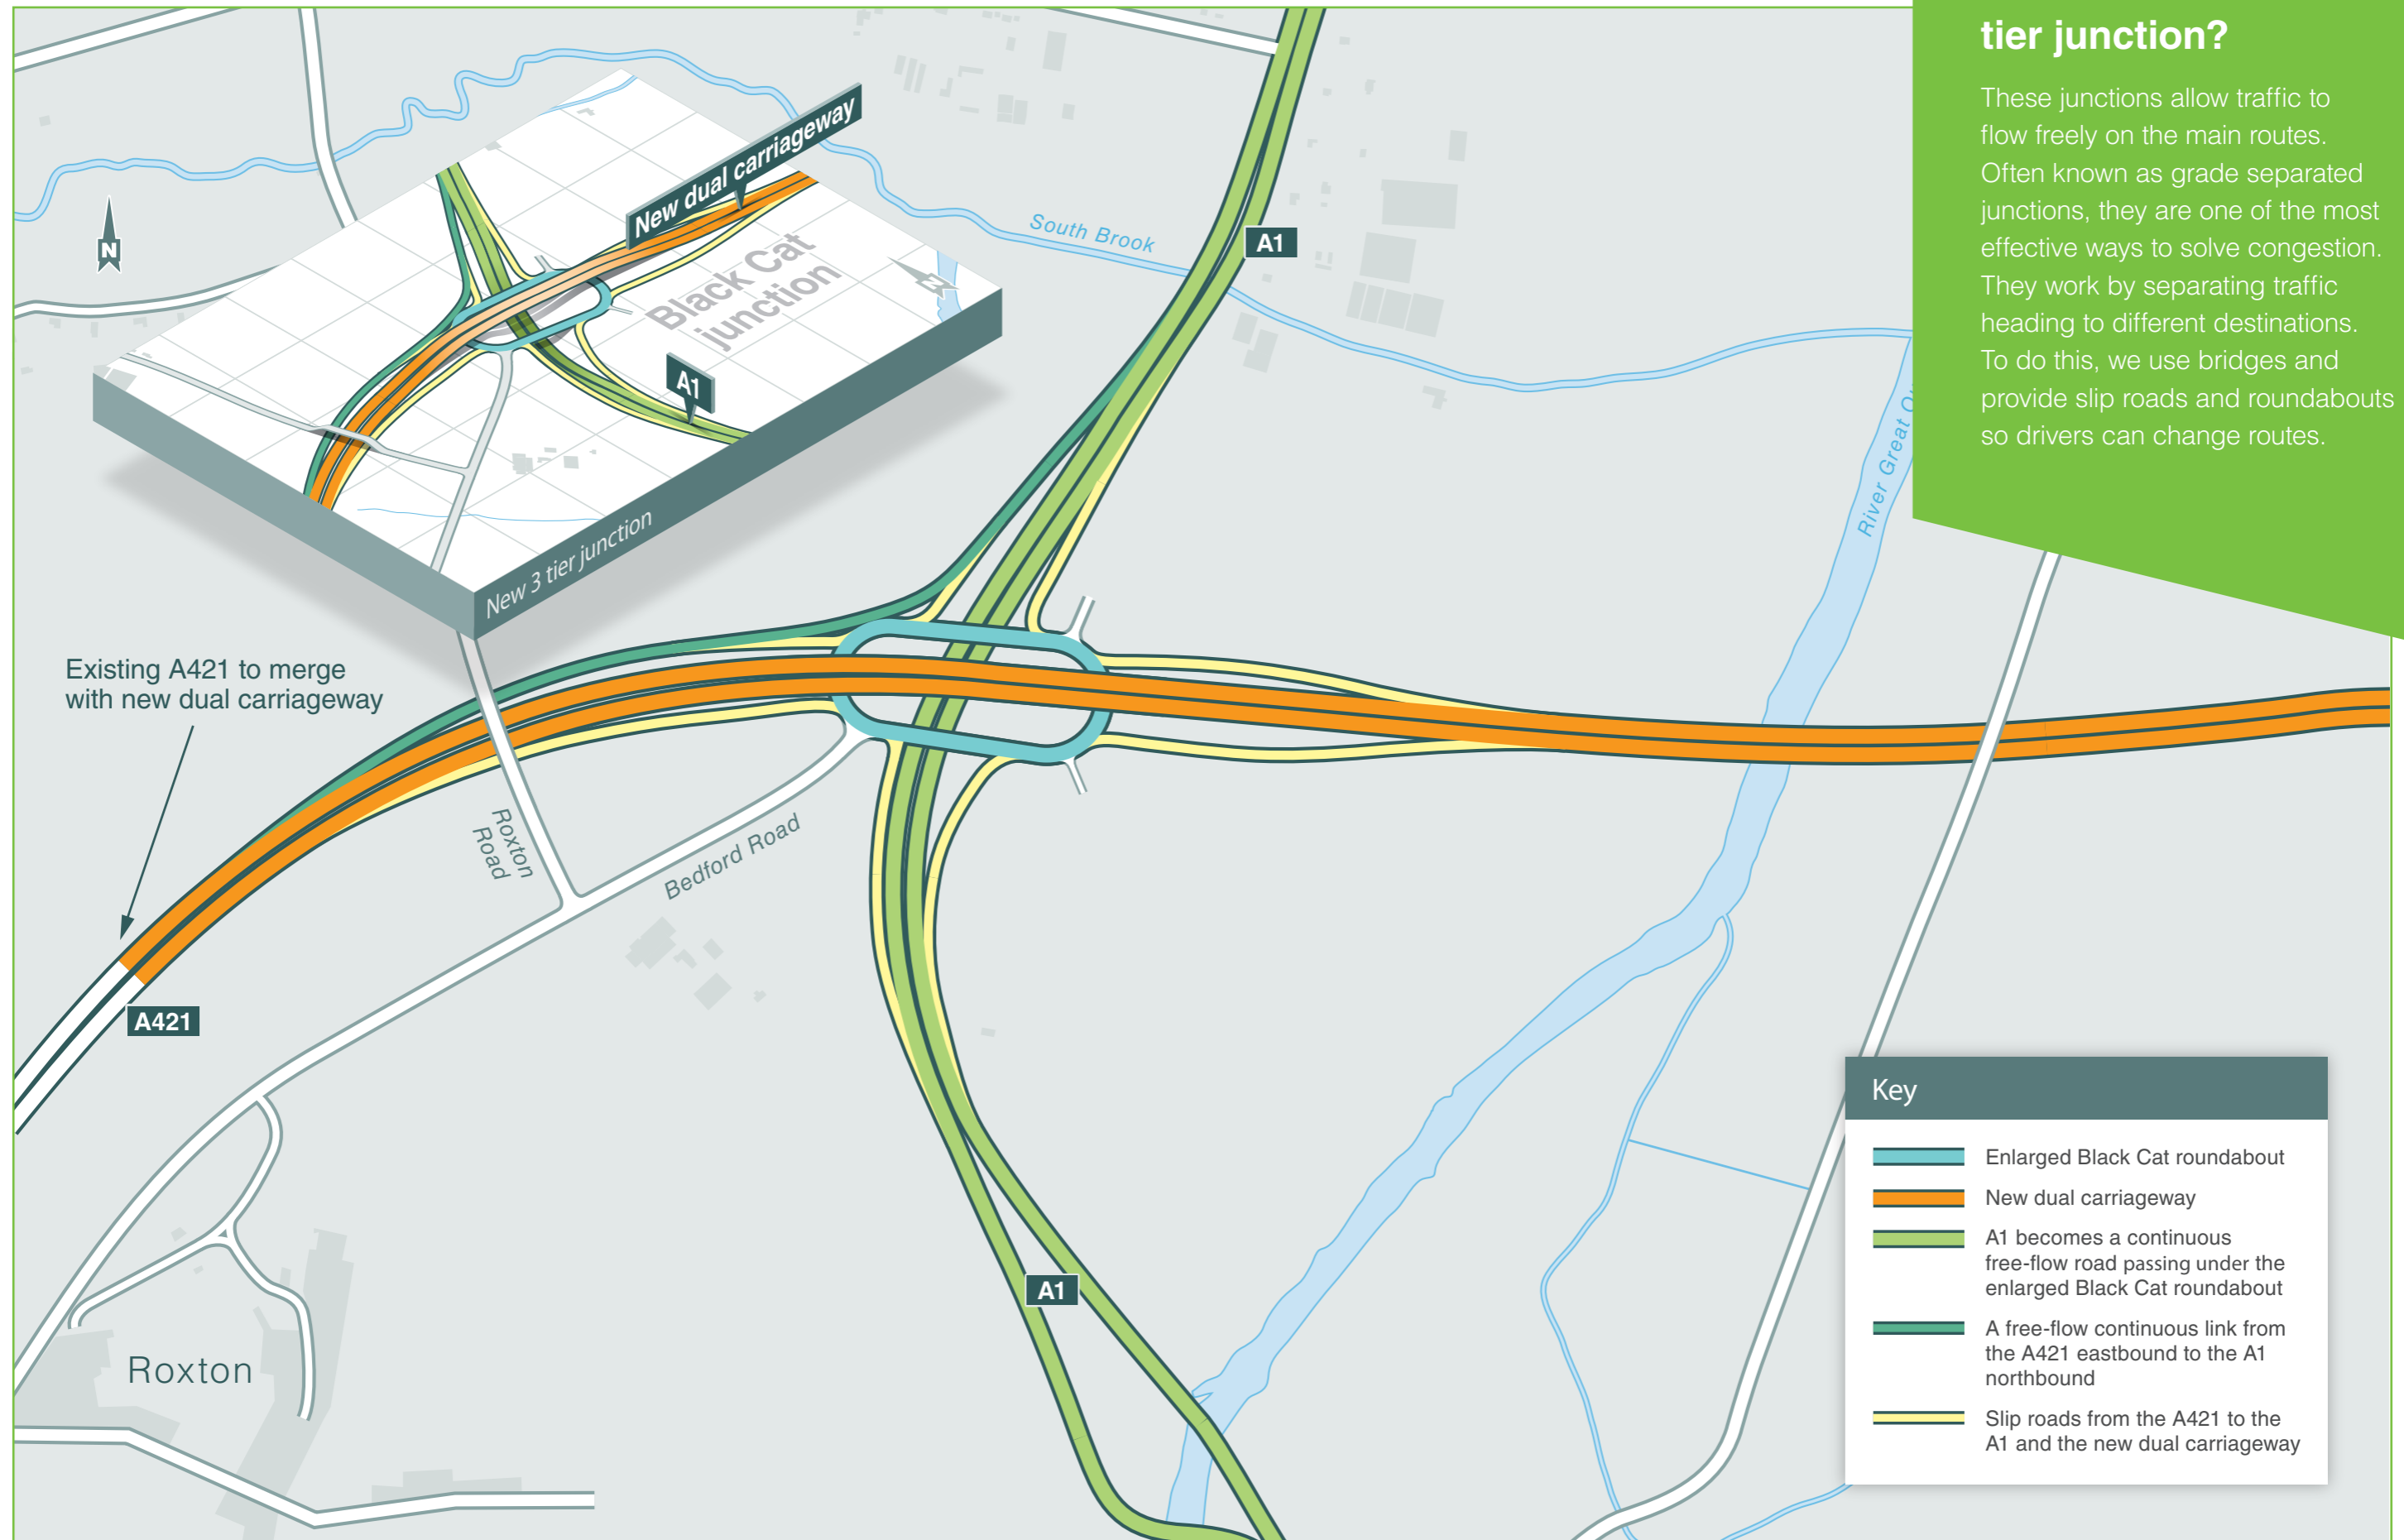 tier junction?
These junctions allow traffic to
flow freely on the main routes.
Often known as grade separated
junctions, they are one of the most
effective ways to solve congestion.
They work by separating traffic
heading to different destinations.
To do this, we use bridges and
provide slip roads and roundabouts
so drivers can change routes.
New dual carriageway
Black Cat
junction
A1
N
N
New 3 tier junction
A1
South Brook
River Great
Existing A421 to merge
with new dual carriageway
Roxton
Road
Bedford Road
A421
A1
Roxton
Key
Enlarged Black Cat roundabout
New dual carriageway
A1 becomes a continuous
free-flow road passing under the
enlarged Black Cat roundabout
A free-flow continuous link from
the A421 eastbound to the A1
northbound
Slip roads from the A421 to the
A1 and the new dual carriageway